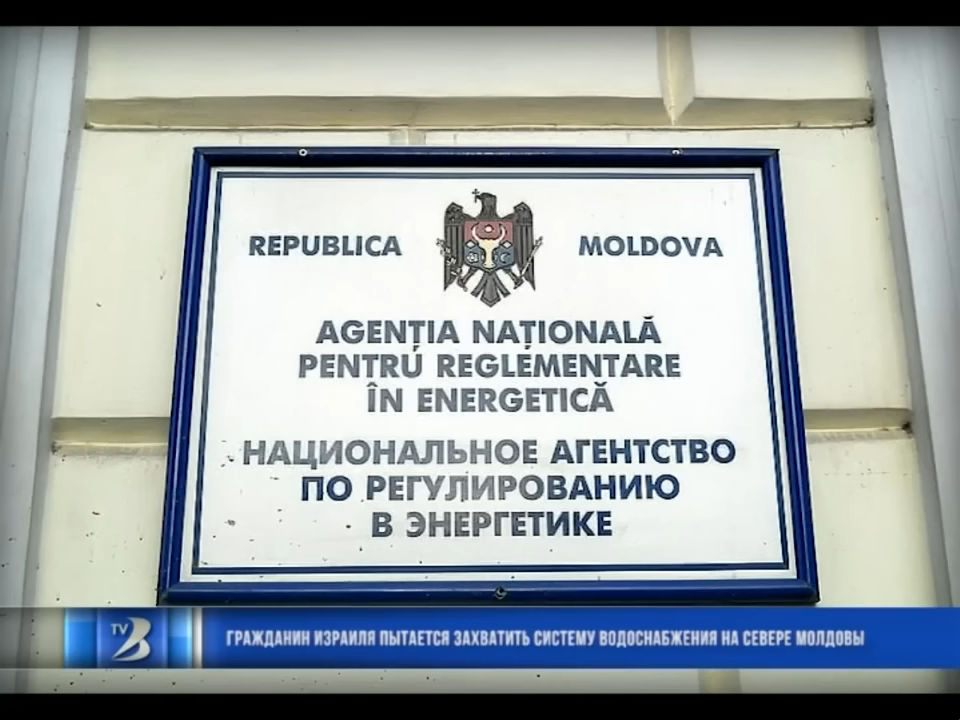 REPUBLICA MOLDOVA
AGENȚIA NAȚIONALĂ
PENTRU REGLEMENTARE
ÎN ENERGETICĂ
НАЦИОНАЛЬНОЕ АГЕНТСТВО
ПО РЕГУЛИРОВАНИЮ
В ЭНЕРГЕТИКЕ
TV
B
ГРАЖДАНИН ИЗРАИЛЯ ПЫТАЕТСЯ ЗАХВАТИТЬ СИСТЕМУ ВОДОСНАБЖЕНИЯ НА СЕВЕРЕ МОЛДОВЫ